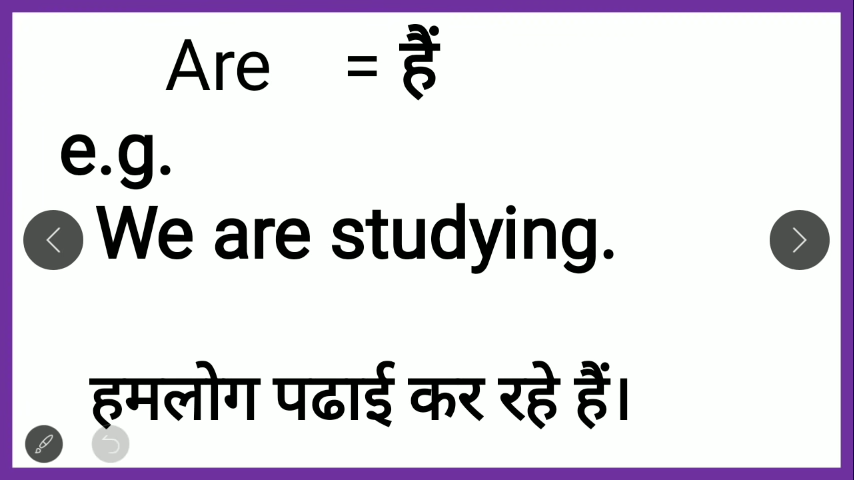 Are = हैं
e.g.
We are studying.
हमलोग पढाई कर रहे हैं।